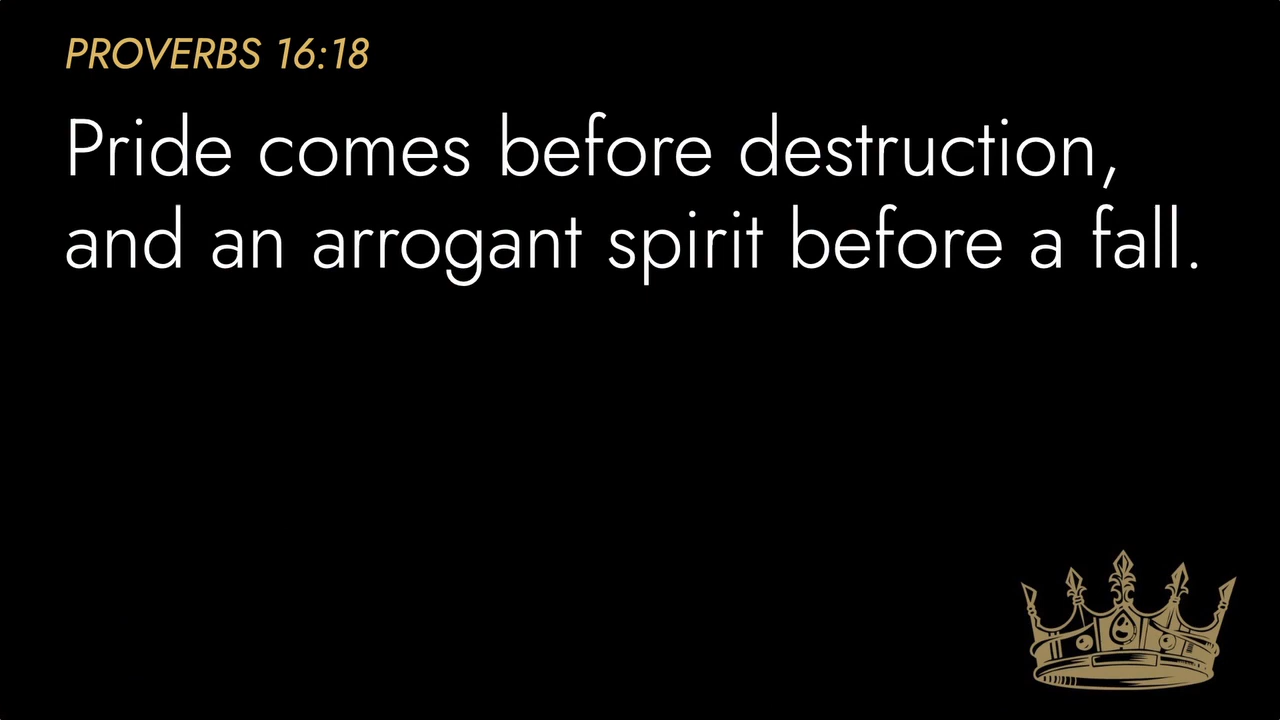 PROVERBS 16:18
Pride comes before destruction,
and an arrogant spirit before a fall.